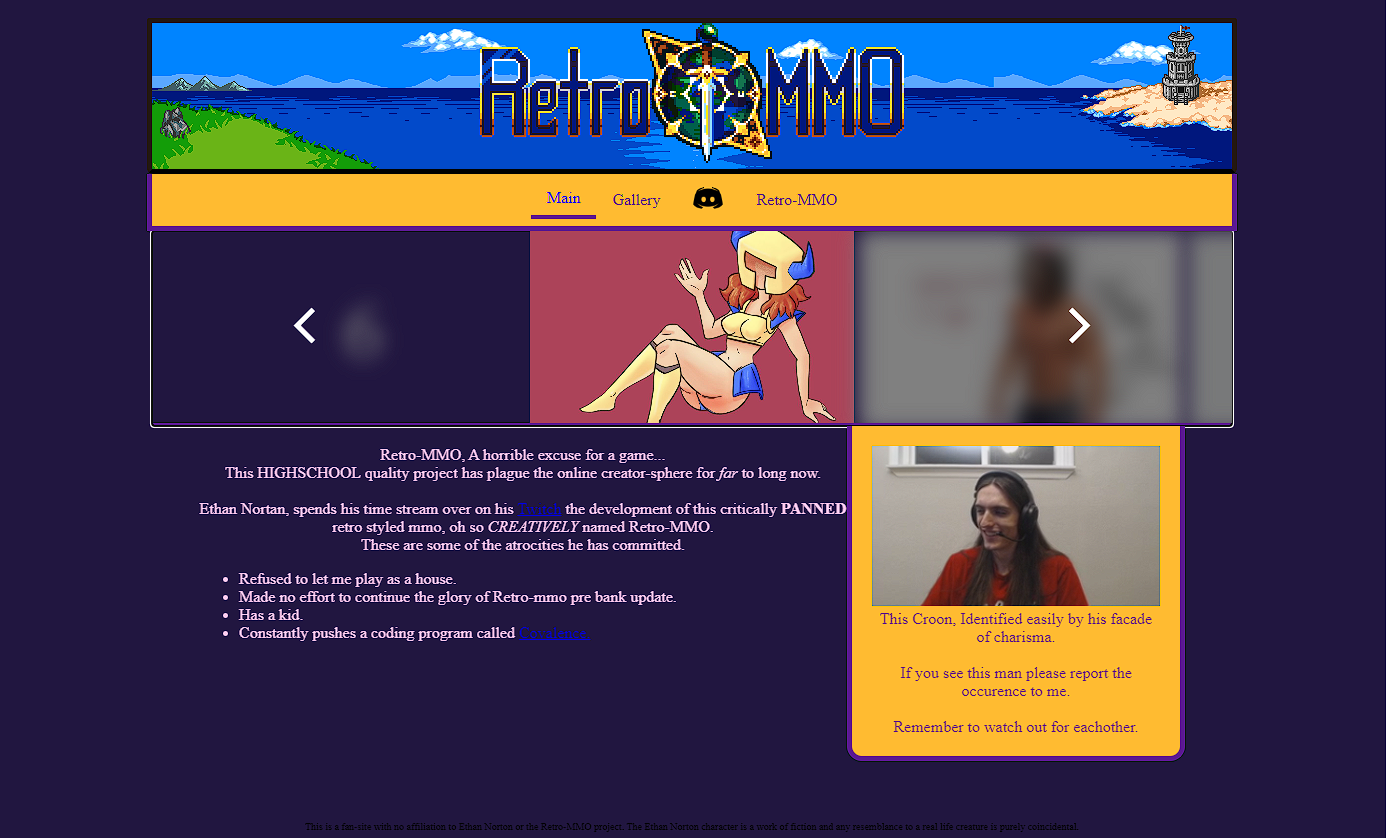 Retro MMO
Main Gallery Retro-MMO
Retro-MMO, A horrible excuse for a game...
This HIGHSCHOOL quality project has plague the online creator-sphere for far to long now.
Ethan Nortan, spends his time stream over on his Twitch the development of this critically PANNED
retro styled mmo, oh so CREATIVELY named Retro-MMO.
These are some of the atrocities he has committed.
Refused to let me play as a house.
Made no effort to continue the glory of Retro-mmo pre bank update.
Has a kid.
Constantly pushes a coding program called
This Croon, Identified easily by his facade
of charisma.
If you see this man please report the
occurence to me.
Remember to watch out for eachother.
This is a fan-site with no affiliation to Ethan Norton or the Retro-MMO project. The Ethan Norton character is a work of fiction and any resemblance to a real life creature is purely coincidental.